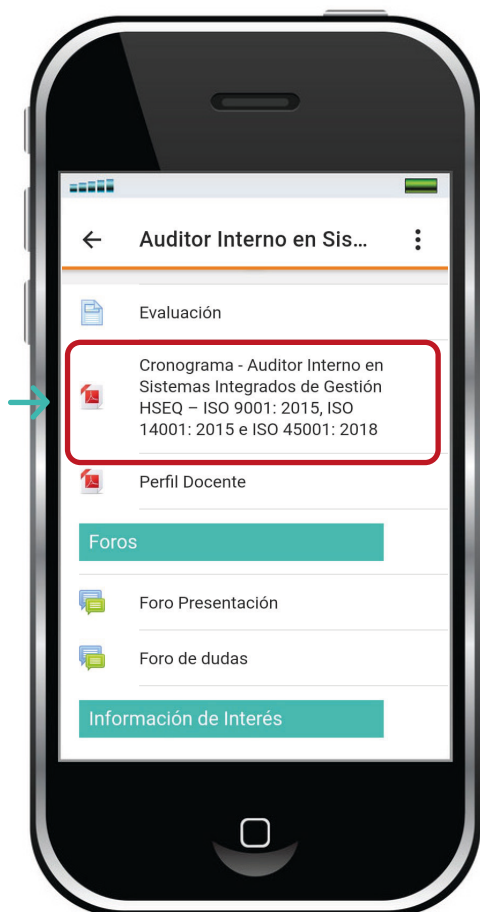 Auditor Interno en Sis...
Evaluación
Cronograma - Auditor Interno en
Sistemas Integrados de Gestión
HSEQ – ISO 9001: 2015, ISO
14001: 2015 e ISO 45001: 2018
Perfil Docente
Foros
Foro Presentación
Foro de dudas
Información de Interés